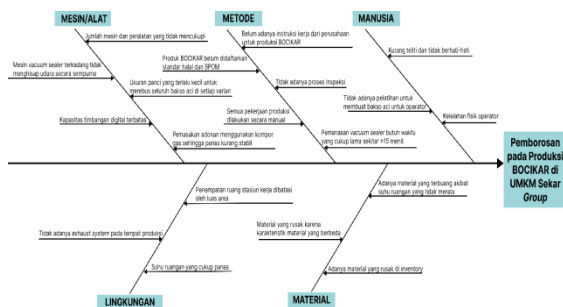 MESIN/ALAT
METODE
MANUSIA
Jumlah mesin dan peralatan yang tidak mencukupi
Mesin vacuum sealer terkadang tidak
menghisap udara secara sempurna
Ukuran panci yang terlalu kecil untuk
merebus seluruh bakso aci di setiap varian
Kapasitas timbangan digital terbatas
Pemasakan adonan menggunakan kompor
gas sehingga panas kurang stabil
Belum adanya instruksi kerja dari perusahaan
untuk produksi BOCIKAR
Produk BOCIKAR belum didaftarkan
standar halal dan BPOM
Tidak adanya proses inspeksi
Semua pekerjaan produksi
dilakukan secara manual
Pemanasan vacuum sealer butuh waktu
yang cukup lama sekitar ±15 menit
Kurang teliti dan tidak berhati-hati
Tidak adanya pelatihan untuk
membuat bakso aci untuk operator
Kelelahan fisik operator
Pemborosan
pada Produksi
BOCIKAR di
UMKM Sekar
Group
Penempatan ruang stasiun kerja dibatasi
oleh luas area
Tidak adanya exhaust system pada tempat produksi
Suhu ruangan yang cukup panas
LINGKUNGAN
Adanya material yang terbuang akibat
suhu ruangan yang tidak merata
Material yang rusak karena
karakteristik material yang berbeda
Adanya material yang rusak di inventory
MATERIAL